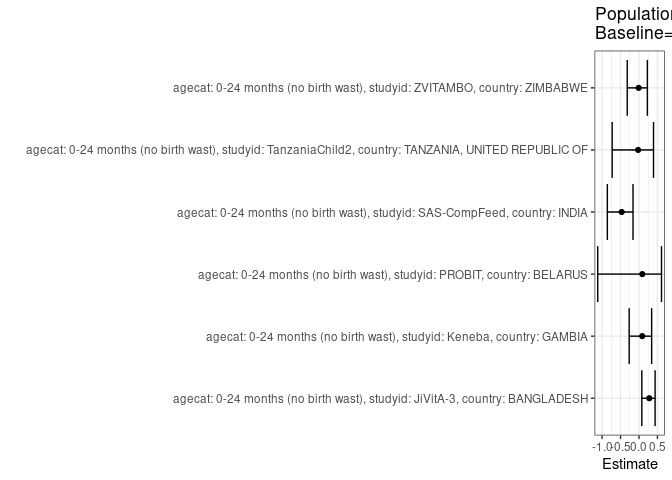 Population
Baseline=
agecat: 0-24 months (no birth wast), studyid: ZVITAMBO, country: ZIMBABWE
agecat: 0-24 months (no birth wast), studyid: TanzaniaChild2, country: TANZANIA, UNITED REPUBLIC OF
agecat: 0-24 months (no birth wast), studyid: SAS-CompFeed, country: INDIA
agecat: 0-24 months (no birth wast), studyid: PROBIT, country: BELARUS
agecat: 0-24 months (no birth wast), studyid: Keneba, country: GAMBIA
agecat: 0-24 months (no birth wast), studyid: JiVitA-3, country: BANGLADESH
-1.0 -0.5 0.0 0.5
Estimate